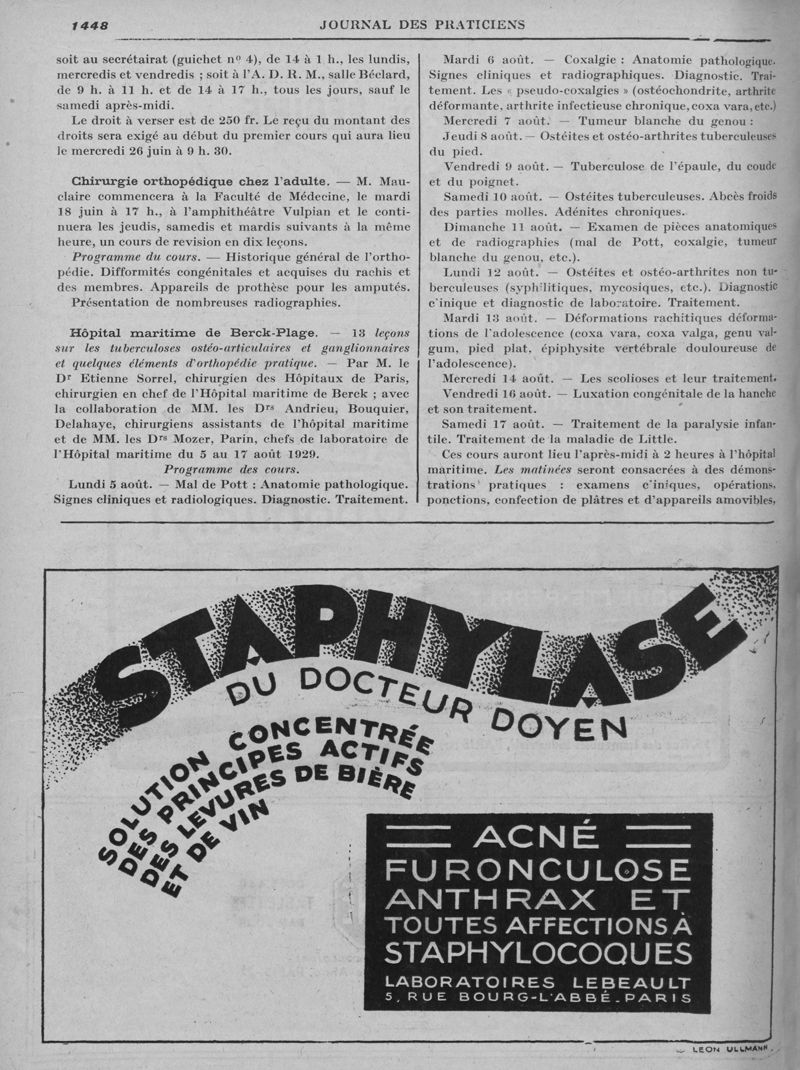 1448
JOURNAL DES PRATICIENS
soit au secrétairat (guichet nº 4), de 14 à 1 h., les lundis,
mercredis et vendredis ; soit à l'A. D. R. M., salle Béclard,
de 9 h. à 11 h. et de 14 à 17 h., tous les jours, sauf le
samedi après-midi.
Le droit à verser est de 250 fr. Le reçu du montant des
droits sera exigé au début du premier cours qui aura lieu
le mercredi 26 juin à 9 h. 30.
Chirurgie orthopédique chez l'adulte. — M. Mau-
claire commencera à la Faculté de Médecine, le mardi
18 juin à 17 h., à l'amphithéâtre Vulpian et le conti-
nuera les jeudis, samedis et mardis suivants à la même
heure, un cours de revision en dix leçons.
Programme du cours. — Historique général de l'ortho-
pédie. Difformités congénitales et acquises du rachis et
des membres. Appareils de prothèse pour les amputés.
Présentation de nombreuses radiographies.
Hôpital maritime de Berck-Plage. — 13 leçons
sur les tuberculoses ostéo-articulaires et ganglionnaires
et quelques éléments d'orthopédie pratique. — Par M. le
Dr Etienne Sorrel, chirurgien des Hôpitaux de Paris,
chirurgien en chef de l'Hôpital maritime de Berck ; avec
la collaboration de MM. les Drs Andrieu, Bouquier,
Delahaye, chirurgiens assistants de l'hôpital maritime
et de MM. les Drs Mozer, Parin, chefs de laboratoire de
l'Hôpital maritime du 5 au 17 août 1929.
Programme des cours.
Lundi 5 août. — Mal de Pott : Anatomie pathologique.
Signes cliniques et radiologiques. Diagnostic. Traitement.
Mardi 6 août. — Coxalgie : Anatomie pathologique.
Signes cliniques et radiographiques. Diagnostic. Trai-
tement. Les « pseudo-coxalgies » (ostéochondrite, arthrite
déformante, arthrite infectieuse chronique, coxa vara, etc.)
Mercredi 7 août. — Tumeur blanche du genou :
Jeudi 8 août. — Ostéites et ostéo-arthrites tuberculeuses
du pied.
Vendredi 9 août. — Tuberculose de l'épaule, du coude
et du poignet.
Samedi 10 août. — Ostéites tuberculeuses. Abcès froids
des parties molles. Adénites chroniques.
Dimanche 11 août. — Examen de pièces anatomiques
et de radiographies (mal de Pott, coxalgie, tumeur
blanche du genou, etc.).
Lundi 12 août. — Ostéites et ostéo-arthrites non tu-
berculeuses (syphilitiques, mycosiques, etc.). Diagnostic
c'inique et diagnostic de laboratoire. Traitement.
Mardi 13 août. — Déformations rachitiques déforma-
tions de l'adolescence (coxa vara, coxa valga, genu val-
gum, pied plat, épiphysite vertébrale douloureuse de
l'adolescence).
Mercredi 14 août. — Les scolioses et leur traitement.
Vendredi 16 août. — Luxation congénitale de la hanche
et son traitement.
Samedi 17 août. — Traitement de la paralysie infan-
tile. Traitement de la maladie de Little.
Ces cours auront lieu l'après-midi à 2 heures à l'hôpital
maritime. Les matinées seront consacrées à des démons-
trations pratiques : examens c'iniques, opérations,
ponctions, confection de plâtres et d'appareils amovibles,
STAPHYLASE
DU DOCTEUR DOYEN
SOLUTION CONCENTRÉE
DES PRINCIPES ACTIFS
DES LEVURES DE BIÈRE
ET DE VIN
ACNÉ
FURONCULOSE
ANTHRAX ET
TOUTES AFFECTIONS À
STAPHYLOCOQUES
LABORATOIRES LEBEAULT
5, RUE BOURG-L'ABBÉ. PARIS
LEON ULLMANN